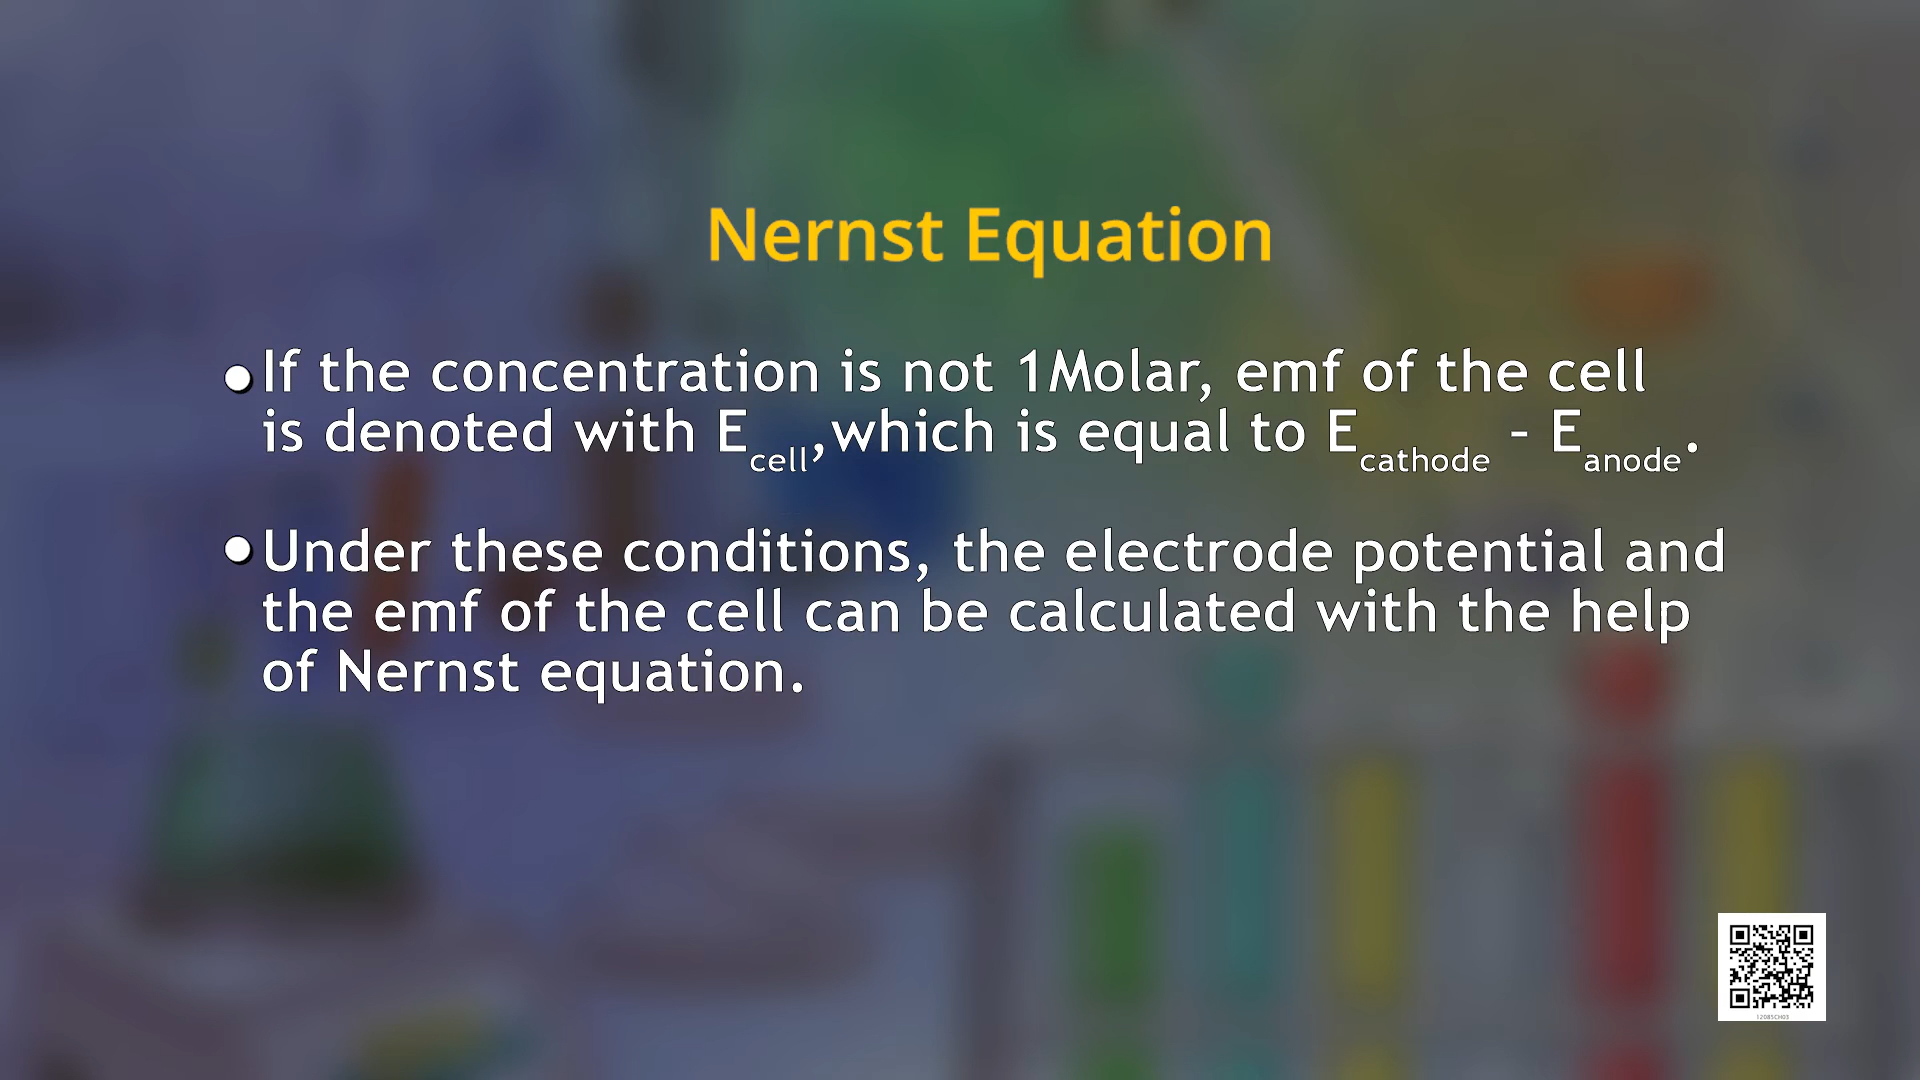 Nernst Equation
●If the concentration is not 1Molar, emf of the cell
is denoted with Ecell,which is equal to Ecathode - Eanode.
●Under these conditions, the electrode potential and
the emf of the cell can be calculated with the help
of Nernst equation.
12085CH03